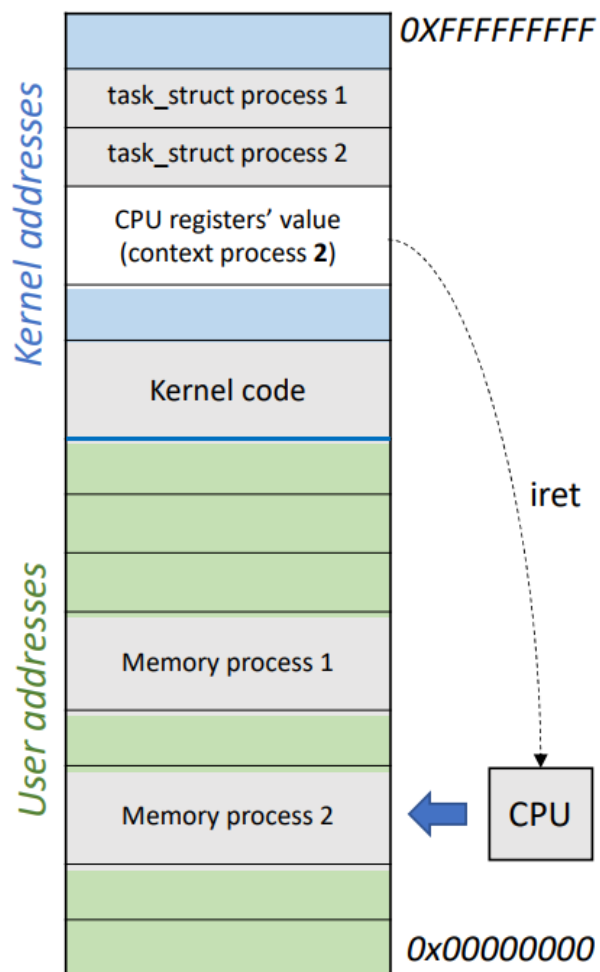 0XFFFFFFFFF
task_struct process 1
task_struct process 2
CPU registers' value
(context process 2)
Kernel addresses
Kernel code
iret
User addresses
Memory process 1
Memory process 2
CPU
0x00000000